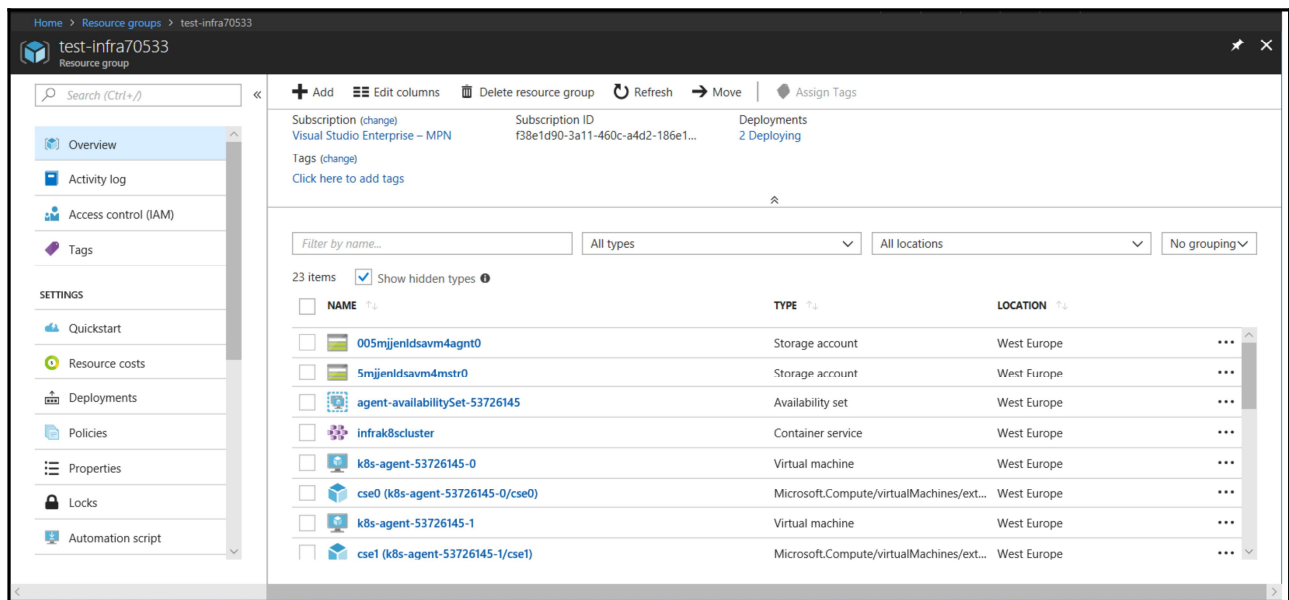 Home > Resource groups > test-infra70533
test-infra70533
Resource group
Search (Ctrl+/)
Overview
Activity log
Access control (IAM)
Tags
SETTINGS
Quickstart
Resource costs
Deployments
Policies
Properties
Locks
Automation script
Add Edit columns Delete resource group Refresh Move Assign Tags
Subscription (change) Subscription ID Deployments
Visual Studio Enterprise – MPN f38e1d90-3a11-460c-a4d2-186e1... 2 Deploying
Tags (change)
Click here to add tags
Filter by name... All types All locations No grouping
23 items Show hidden types
NAME TYPE LOCATION
005mjjenldsavm4agnt0 Storage account West Europe
5mjjenldsavm4mstr0 Storage account West Europe
agent-availabilitySet-53726145 Availability set West Europe
infrak8scluster Container service West Europe
k8s-agent-53726145-0 Virtual machine West Europe
cse0 (k8s-agent-53726145-0/cse0) Microsoft.Compute/virtualMachines/ext... West Europe
k8s-agent-53726145-1 Virtual machine West Europe
cse1 (k8s-agent-53726145-1/cse1) Microsoft.Compute/virtualMachines/ext... West Europe